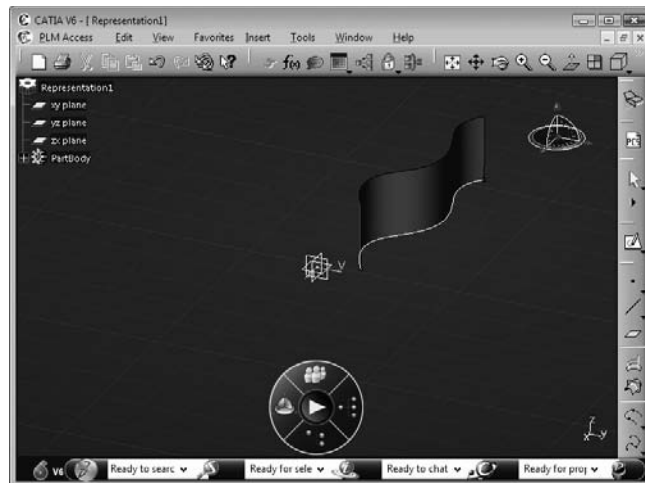 CATIA V6 - [ Representation1]
PLM Access Edit View Favorites Insert Tools Window Help
f(x)
Representation1
xy plane
yz plane
zx plane
PartBody
V
z
x y
V6 Ready to searc Ready for sele Ready to chat Ready for proj